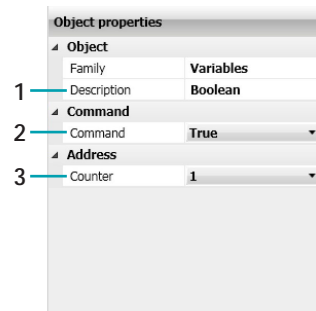 Object properties
Object
Family Variables
1 Description Boolean
Command
2 Command True
Address
3 Counter 1